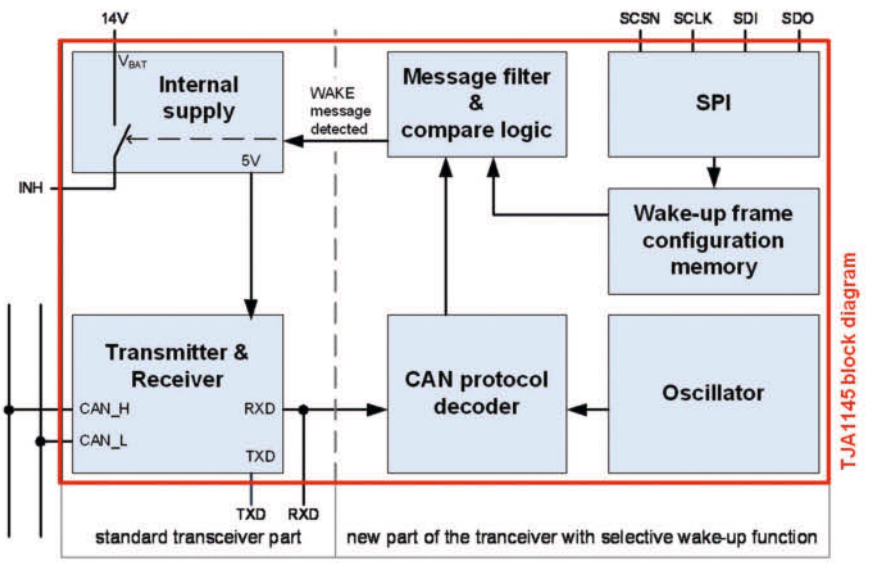 14V
SCSN SCLK SDI SDO
VBAT
Internal
supply
5V
INH
WAKE
message
detected
Message filter
&
compare logic
SPI
Wake-up frame
configuration
memory
Transmitter &
Receiver
CAN_H
CAN_L
RXD
TXD
CAN protocol
decoder
Oscillator
TJA1145 block diagram
TXD RXD
standard transceiver part
new part of the tranceiver with selective wake-up function